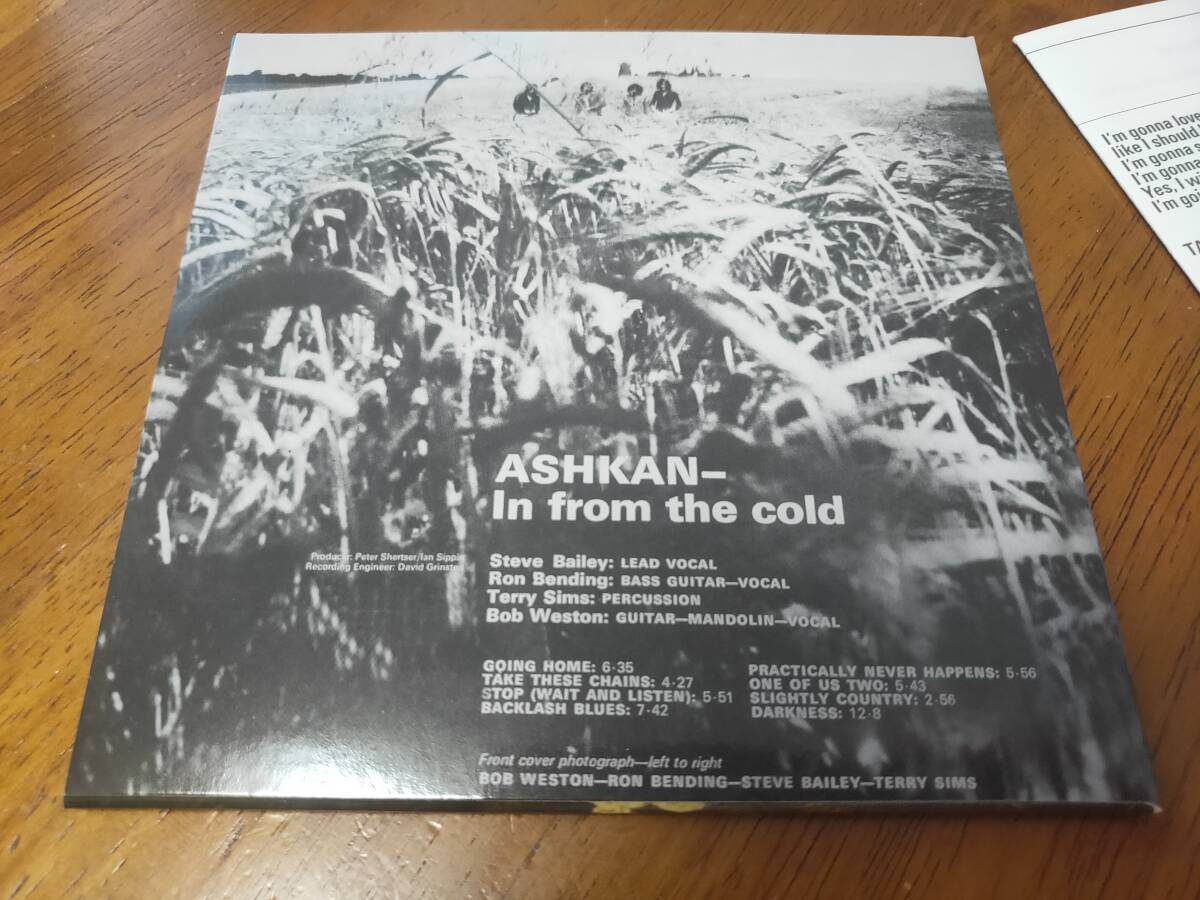 ASHKAN–
In from the cold
Producer: Peter Shertser/Ian Sippin
Recording Engineer: David Grinsted
Steve Bailey: LEAD VOCAL
Ron Bending: BASS GUITAR–VOCAL
Terry Sims: PERCUSSION
Bob Weston: GUITAR–MANDOLIN–VOCAL
GOING HOME: 6·35
TAKE THESE CHAINS: 4·27
STOP (WAIT AND LISTEN): 5·51
BACKLASH BLUES: 7·42
PRACTICALLY NEVER HAPPENS: 5·56
ONE OF US TWO: 5·43
SLIGHTLY COUNTRY: 2·56
DARKNESS: 12·8
Front cover photograph—left to right
BOB WESTON—RON BENDING—STEVE BAILEY—TERRY SIMS
I'm gonna love
like I should
I'm gonna
I'm gonna
Yes, I